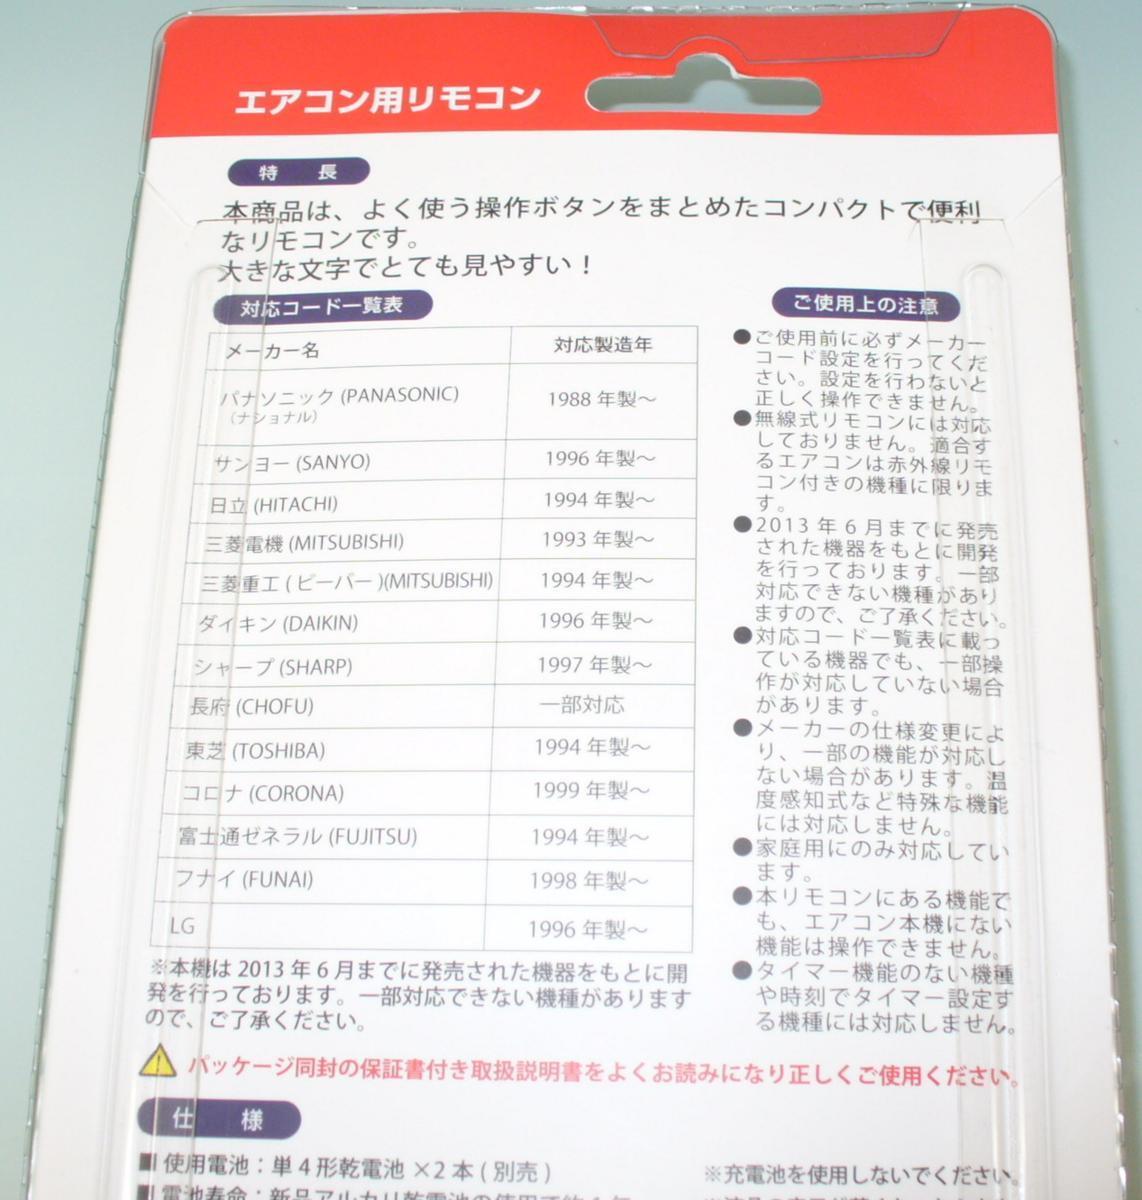 エアコン用リモコン
特 長
本商品は、よく使う操作ボタンをまとめたコンパクトで便利
なリモコンです。
大きな文字でとても見やすい！
対応コード一覧表
メーカー名 対応製造年
パナソニック (PANASONIC) 1988 年製～
（ナショナル）
サンヨー (SANYO) 1996 年製～
日立 (HITACHI) 1994 年製～
三菱電機 (MITSUBISHI) 1993 年製～
三菱重工 ( ビーバー )(MITSUBISHI) 1994 年製～
ダイキン (DAIKIN) 1996 年製～
シャープ (SHARP) 1997 年製～
長府 (CHOFU) 一部対応
東芝 (TOSHIBA) 1994 年製～
コロナ (CORONA) 1999 年製～
富士通ゼネラル (FUJITSU) 1994 年製～
フナイ (FUNAI) 1998 年製～
LG 1996 年製～
※本機は 2013 年 6 月までに発売された機器をもとに開
発を行っております。一部対応できない機種があります
ので、ご了承ください。
ご使用上の注意
●ご使用前に必ずメーカー
コード設定を行ってくだ
さい。設定を行わないと
正しく操作できません。
●無線式リモコンには対応
しておりません。適合す
るエアコンは赤外線リモ
コン付きの機種に限りま
す。
●2013 年 6 月までに発売
された機器をもとに開発
を行っております。一部
対応できない機種があり
ますので、ご了承ください。
●対応コード一覧表に載っ
ている機器でも、一部操
作が対応していない場合
があります。
●メーカーの仕様変更によ
り、一部の機能が対応し
ない場合があります。温
度感知式など特殊な機能
には対応しません。
●家庭用にのみ対応してい
ます。
●本リモコンにある機能で
も、エアコン本機にない
機能は操作できません。
●タイマー機能のない機種
や時刻でタイマー設定す
る機種には対応しません。
パッケージ同封の保証書付き取扱説明書をよくお読みになり正しくご使用ください。
仕 様
■使用電池：単 4 形乾電池 ×2 本 ( 別売 )
※充電池を使用しないでください。
■電池寿命：新品アルカリ乾電池の使用で約 1 年